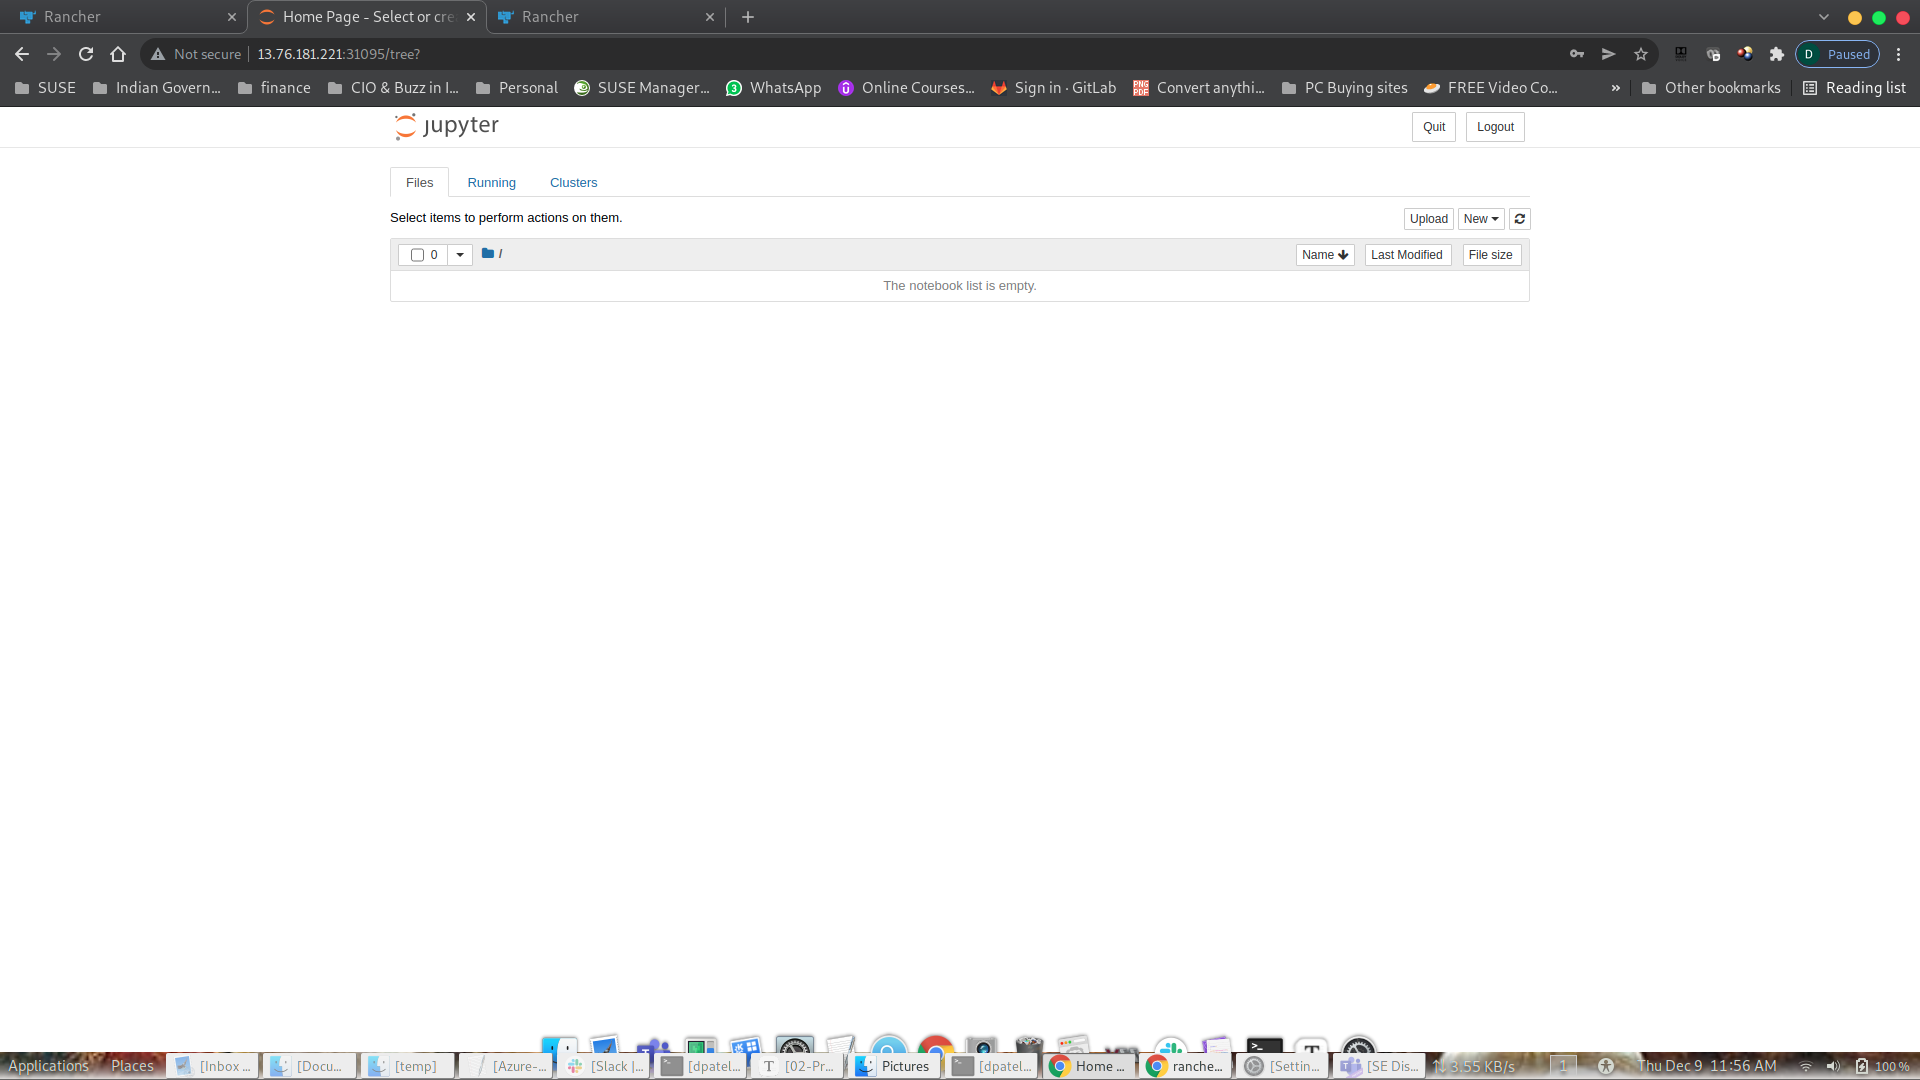 Rancher
Home Page - Select or cre
Rancher
Not secure
13.76.181.221:31095/tree?
D Paused
SUSE
Indian Govern...
finance
CIO & Buzz in I...
Personal
SUSE Manager...
WhatsApp
Online Courses...
Sign in · GitLab
Convert anythi...
PC Buying sites
FREE Video Co...
»
Other bookmarks
Reading list
jupyter
Quit
Logout
Files
Running
Clusters
Select items to perform actions on them.
Upload
New
0
/
Name
Last Modified
File size
The notebook list is empty.
Applications
Places
[Inbox ...
[Docu...
[temp]
[Azure-...
[Slack |...
[dpatel...
[02-Pr...
Pictures
[dpatel...
Home ...
ranche...
[Settin...
[SE Dis...
3.55 KB/s
1
Thu Dec 9 11:56 AM
100 %